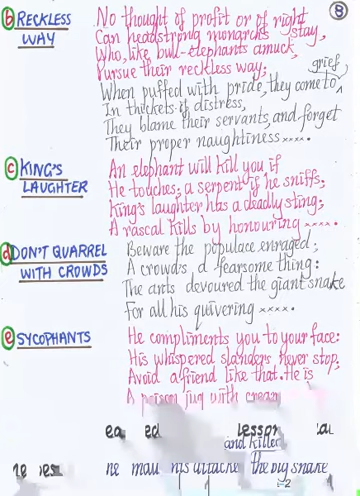 ⑧
ⓑ RECKLESS WAY
No thought of profit or of right
Can headstrong monarchs stay,
Who, like bull-elephants amuck,
Pursue their reckless way;
When puffed with pride, they come to grief,
In thickets of distress,
They blame their servants, and forget
Their proper naughtiness ××××.
ⓒ KING'S LAUGHTER
An elephant will kill you, if
He touches; a serpent if he sniffs;
King's laughter has a deadly sting;
A rascal kills by honouring ××××.
ⓓ DON'T QUARREL WITH CROWDS
Beware the populace enraged;
A crowd's a fearsome thing:
The ants devoured the giant snake
For all his quivering ××××.
ⓔ SYCOPHANTS
He compliments you to your face:
His whispered slanders never stop.
Avoid a friend like that. He is
A poison jug with cream
lesson
and killed
the big snake